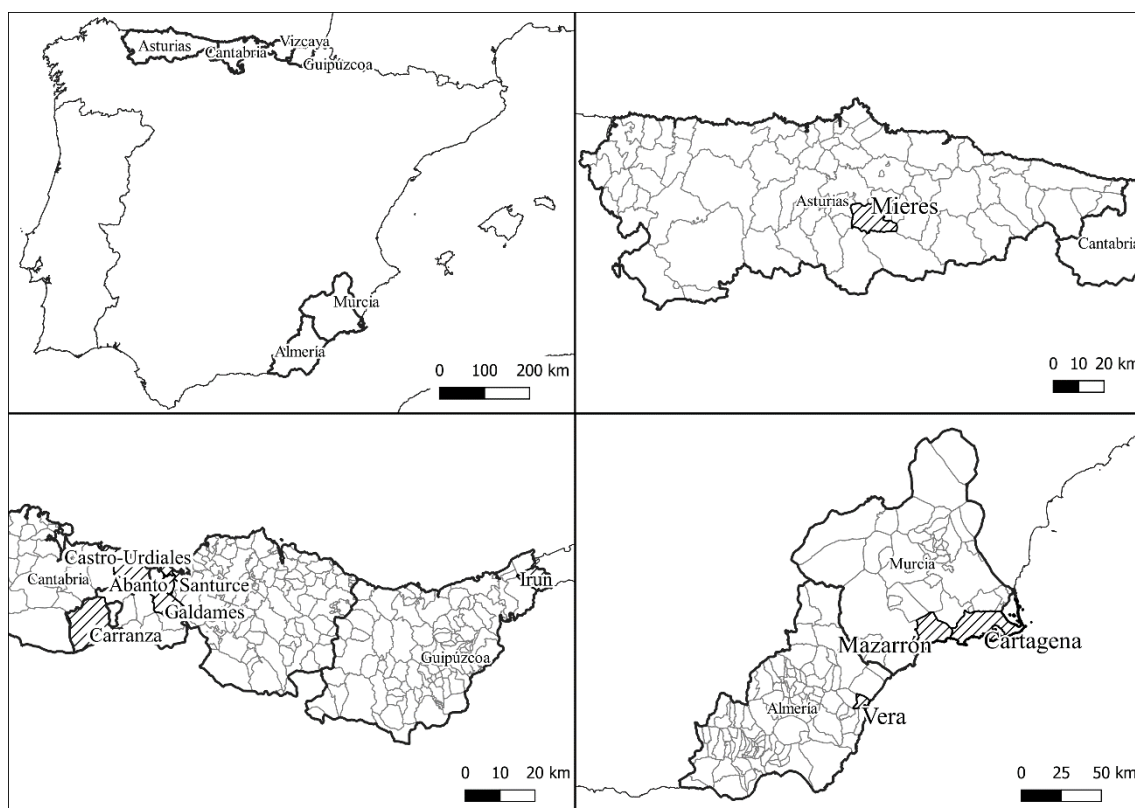 Asturias
Cantabria
Vizcaya
Guipúzcoa
Murcia
Almería
0 100 200 km
Asturias
Mieres
Cantabria
0 10 20 km
Castro-Urdiales
Cantabria
Abanto
Santurce
Galdames
Carranza
Irun
Guipúzcoa
0 10 20 km
Murcia
Mazarrón
Cartagena
Almería
Vera
0 25 50 km